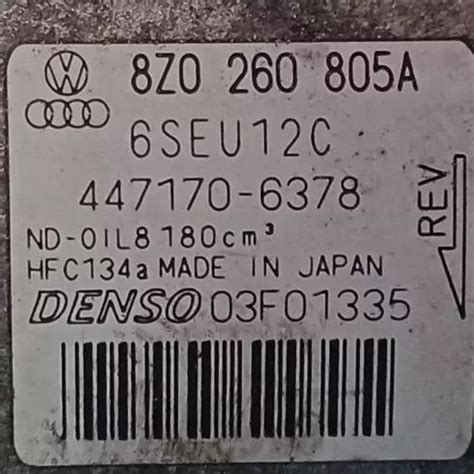 8Z0 260 805A
6SEU12C
447170-6378
ND-OIL8 180cm³
HFC134a MADE IN JAPAN
DENSO 03F01335
REV